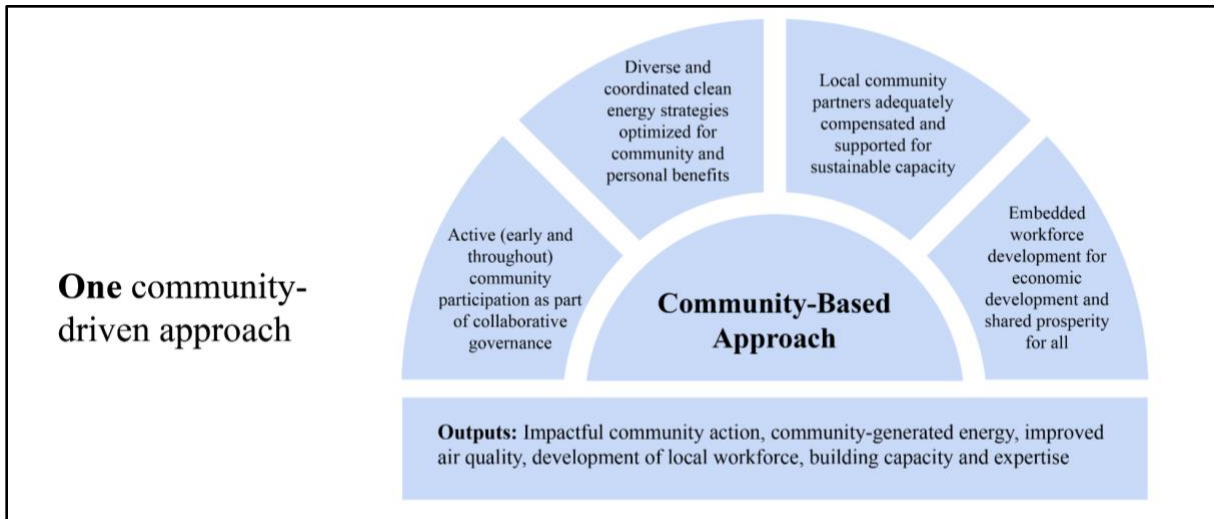 One community-
driven approach
Active (early and
throughout)
community
participation as part
of collaborative
governance
Diverse and
coordinated clean
energy strategies
optimized for
community and
personal benefits
Local community
partners adequately
compensated and
supported for
sustainable capacity
Embedded
workforce
development for
economic
development and
shared prosperity
for all
Community-Based
Approach
Outputs: Impactful community action, community-generated energy, improved
air quality, development of local workforce, building capacity and expertise